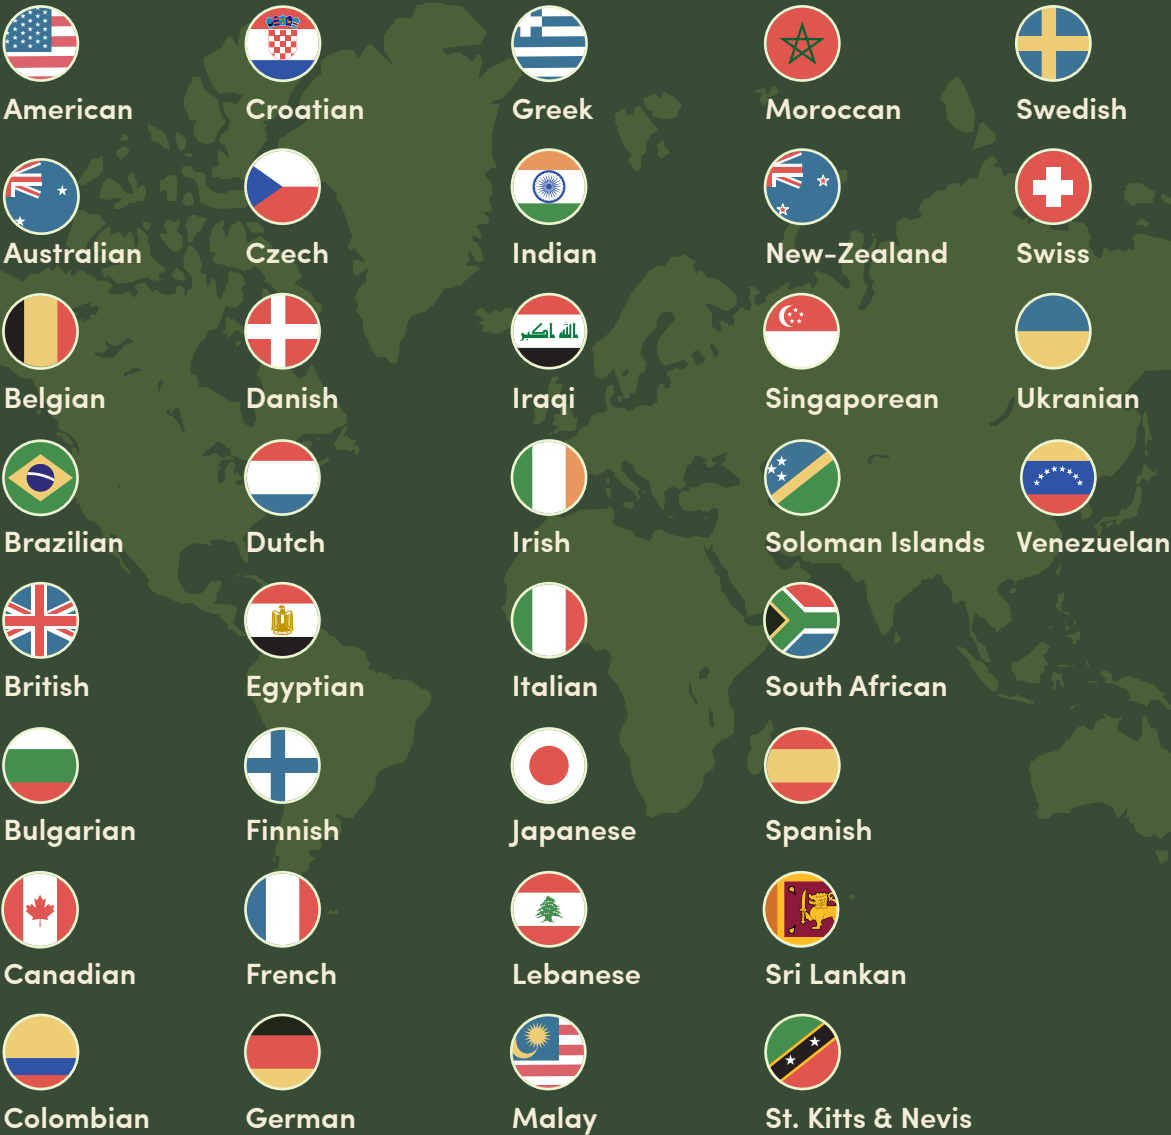 American
Croatian
Greek
Moroccan
Swedish
Australian
Czech
Indian
New-Zealand
Swiss
Belgian
Danish
الله اكبر
Iraqi
Singaporean
Ukranian
Brazilian
Dutch
Irish
Soloman Islands
Venezuelan
British
Egyptian
Italian
South African
Bulgarian
Finnish
Japanese
Spanish
Canadian
French
Lebanese
Sri Lankan
Colombian
German
Malay
St. Kitts & Nevis